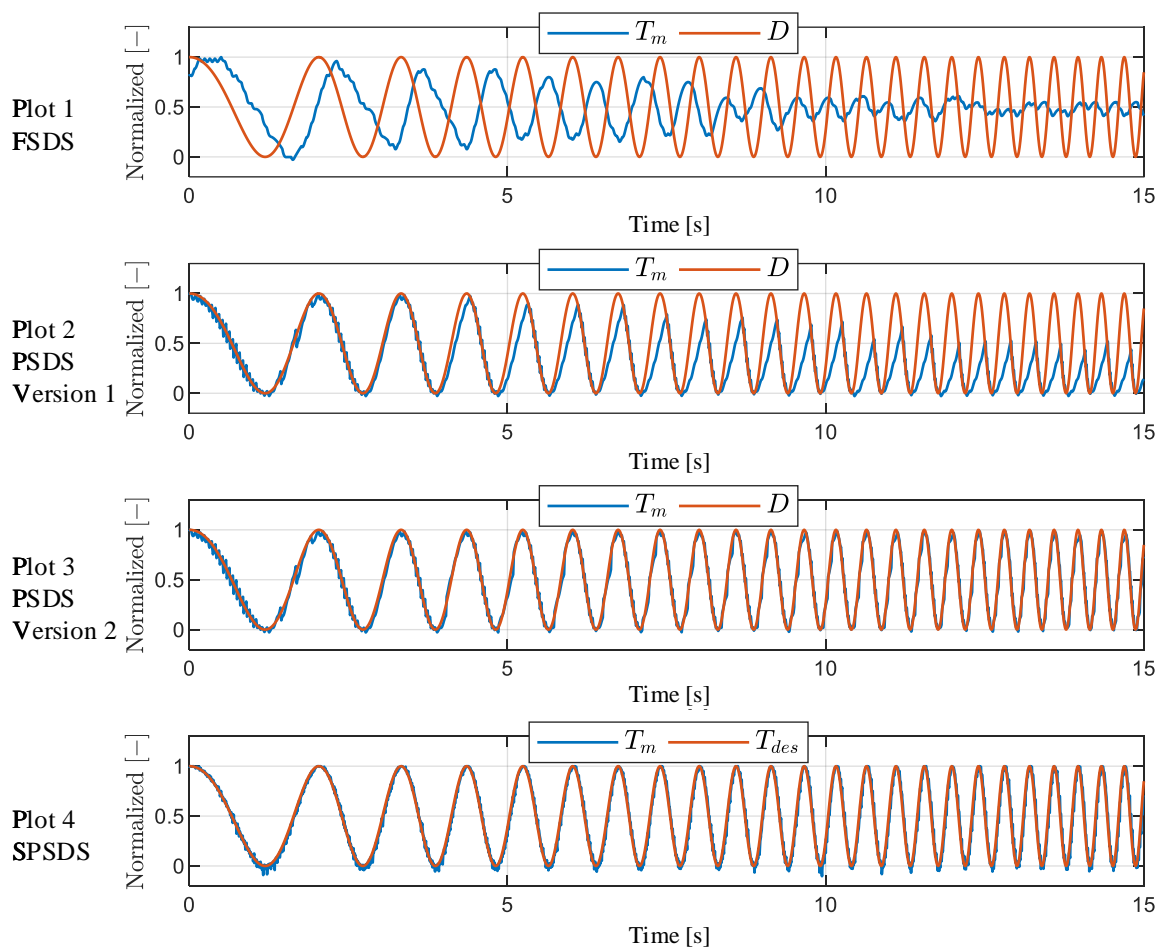 T_m D
Plot 1
FSDS
Normalized [−]
1
0.5
0
0 5 10 15
Time [s]
T_m D
Plot 2
PSDS
Version 1
Normalized [−]
1
0.5
0
0 5 10 15
Time [s]
T_m D
Plot 3
PSDS
Version 2
Normalized [−]
1
0.5
0
0 5 10 15
Time [s]
T_m T_des
Plot 4
SPSDS
Normalized [−]
1
0.5
0
0 5 10 15
Time [s]